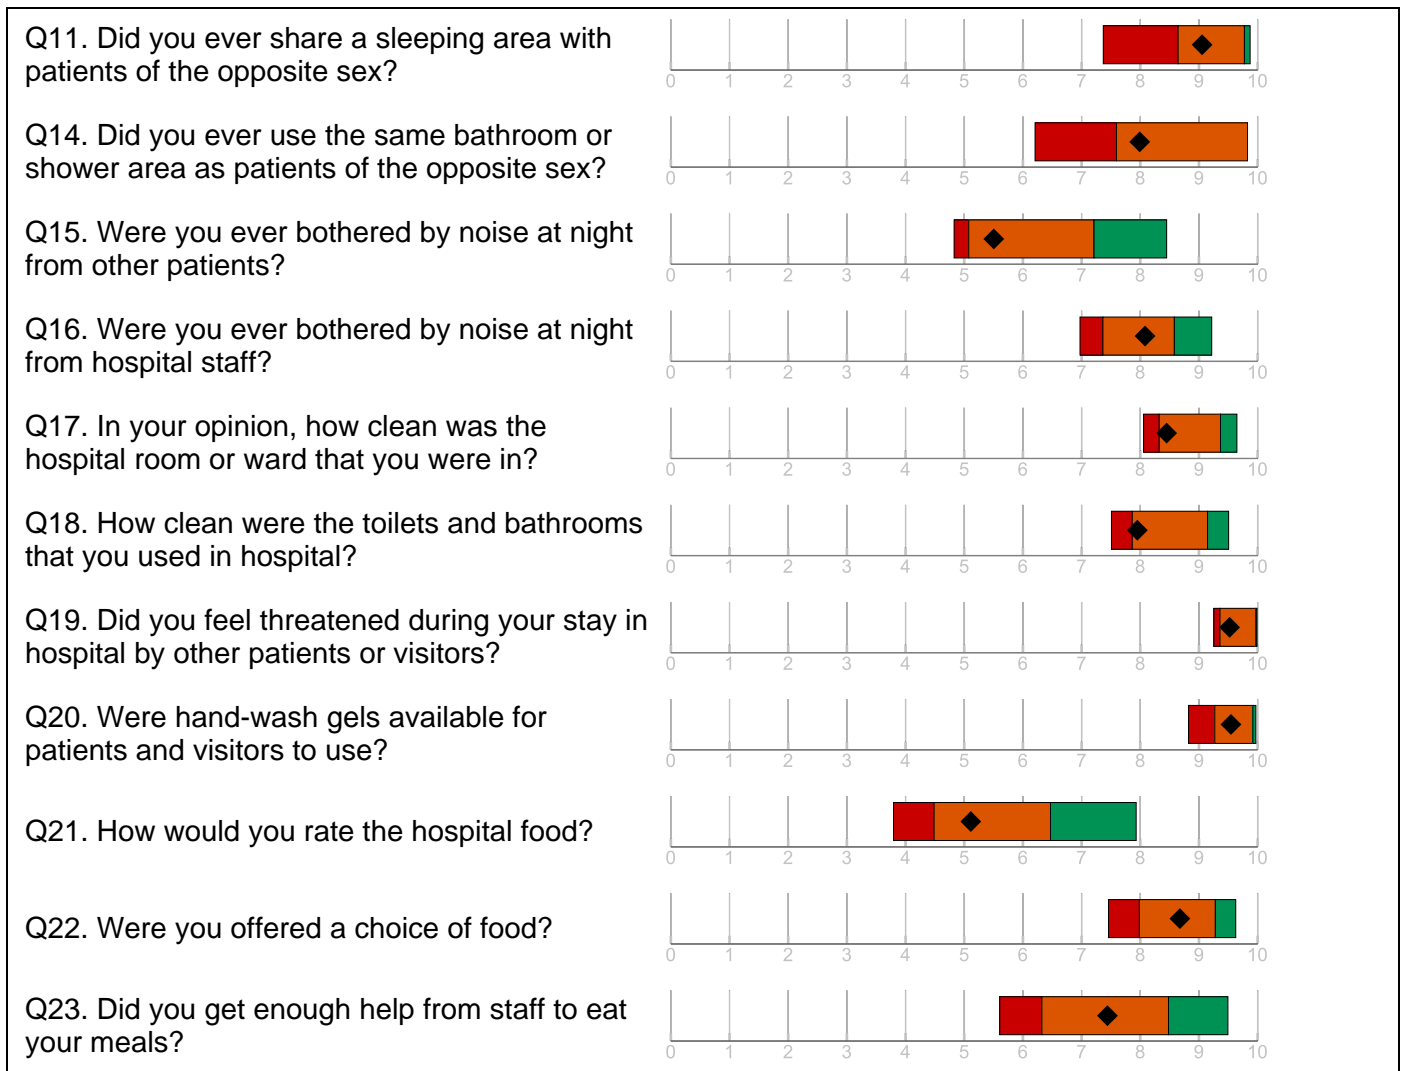 Q11. Did you ever share a sleeping area with
patients of the opposite sex?
0 1 2 3 4 5 6 7 8 9 10
Q14. Did you ever use the same bathroom or
shower area as patients of the opposite sex?
0 1 2 3 4 5 6 7 8 9 10
Q15. Were you ever bothered by noise at night
from other patients?
0 1 2 3 4 5 6 7 8 9 10
Q16. Were you ever bothered by noise at night
from hospital staff?
0 1 2 3 4 5 6 7 8 9 10
Q17. In your opinion, how clean was the
hospital room or ward that you were in?
0 1 2 3 4 5 6 7 8 9 10
Q18. How clean were the toilets and bathrooms
that you used in hospital?
0 1 2 3 4 5 6 7 8 9 10
Q19. Did you feel threatened during your stay in
hospital by other patients or visitors?
0 1 2 3 4 5 6 7 8 9 10
Q20. Were hand-wash gels available for
patients and visitors to use?
0 1 2 3 4 5 6 7 8 9 10
Q21. How would you rate the hospital food?
0 1 2 3 4 5 6 7 8 9 10
Q22. Were you offered a choice of food?
0 1 2 3 4 5 6 7 8 9 10
Q23. Did you get enough help from staff to eat
your meals?
0 1 2 3 4 5 6 7 8 9 10